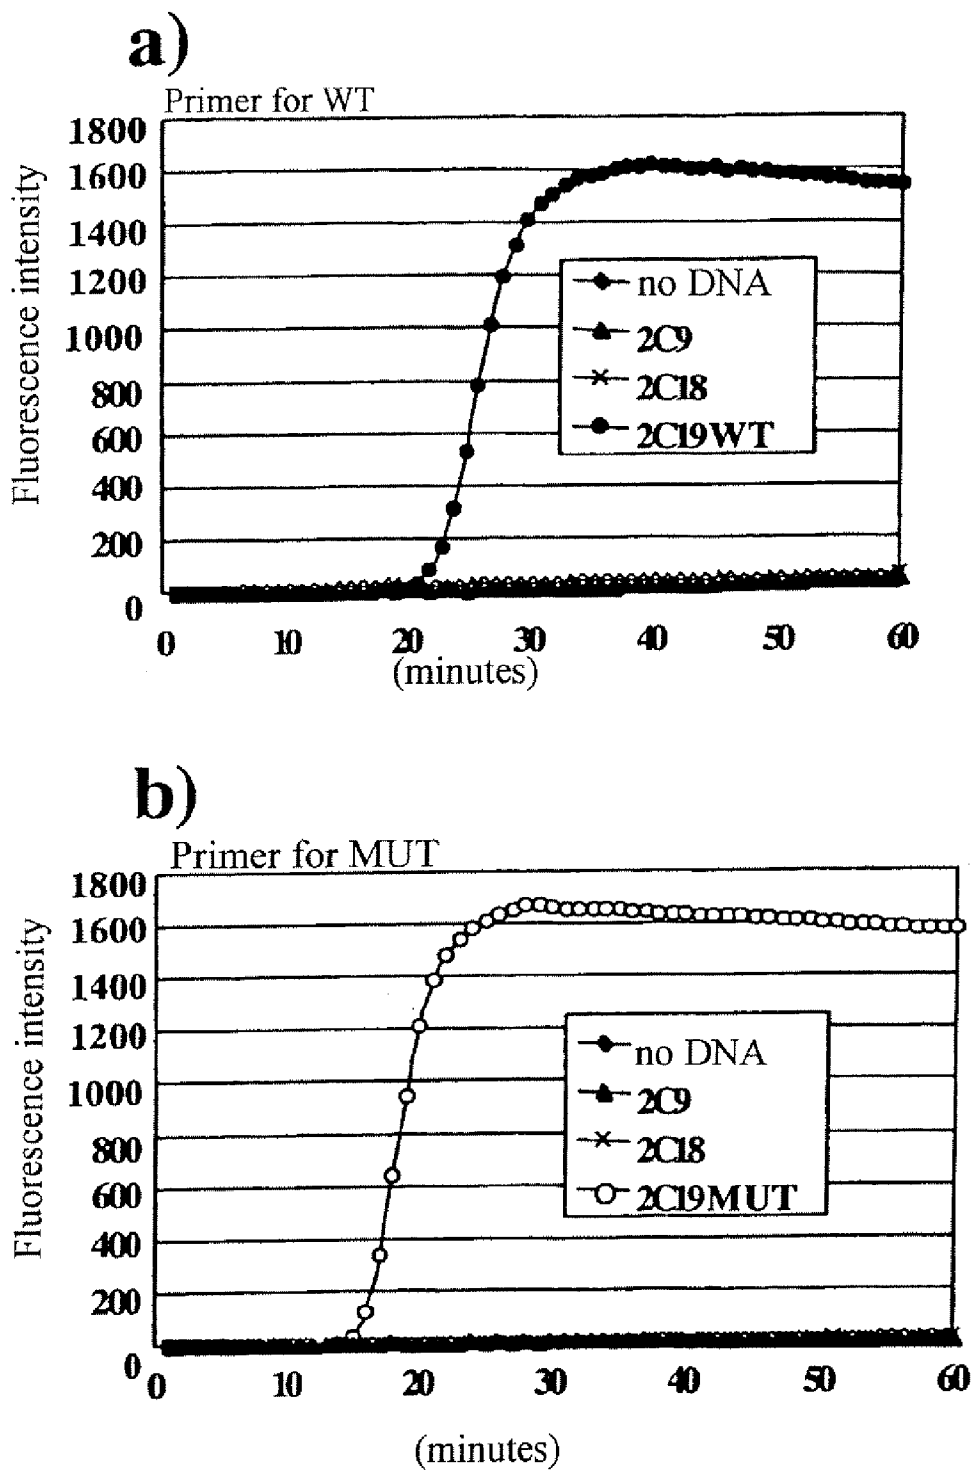 a)
Primer for WT
1800
1600
1400
1200
1000
800
600
400
200
0
Fluorescence intensity
no DNA
2C9
2C18
2C19WT
0 10 20 30 40 50 60
(minutes)
b)
Primer for MUT
1800
1600
1400
1200
1000
800
600
400
200
0
Fluorescence intensity
no DNA
2C9
2C18
2C19MUT
0 10 20 30 40 50 60
(minutes)